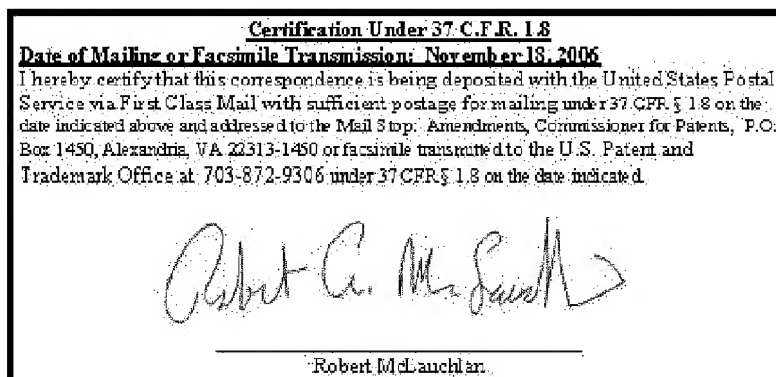 Certification Under 37 C.F.R. 1.8
Date of Mailing or Facsimile Transmission: November 18, 2006
I hereby certify that this correspondence is being deposited with the United States Postal
Service via First Class Mail with sufficient postage for mailing under 37 CFR § 1.8 on the
date indicated above and addressed to the Mail Stop: Amendments, Commissioner for Patents, P.O.
Box 1450, Alexandria, VA 22313-1450 or facsimile transmitted to the U.S. Patent and
Trademark Office at 703-872-9306 under 37 CFR § 1.8 on the date indicated.
Robert McLauchlan